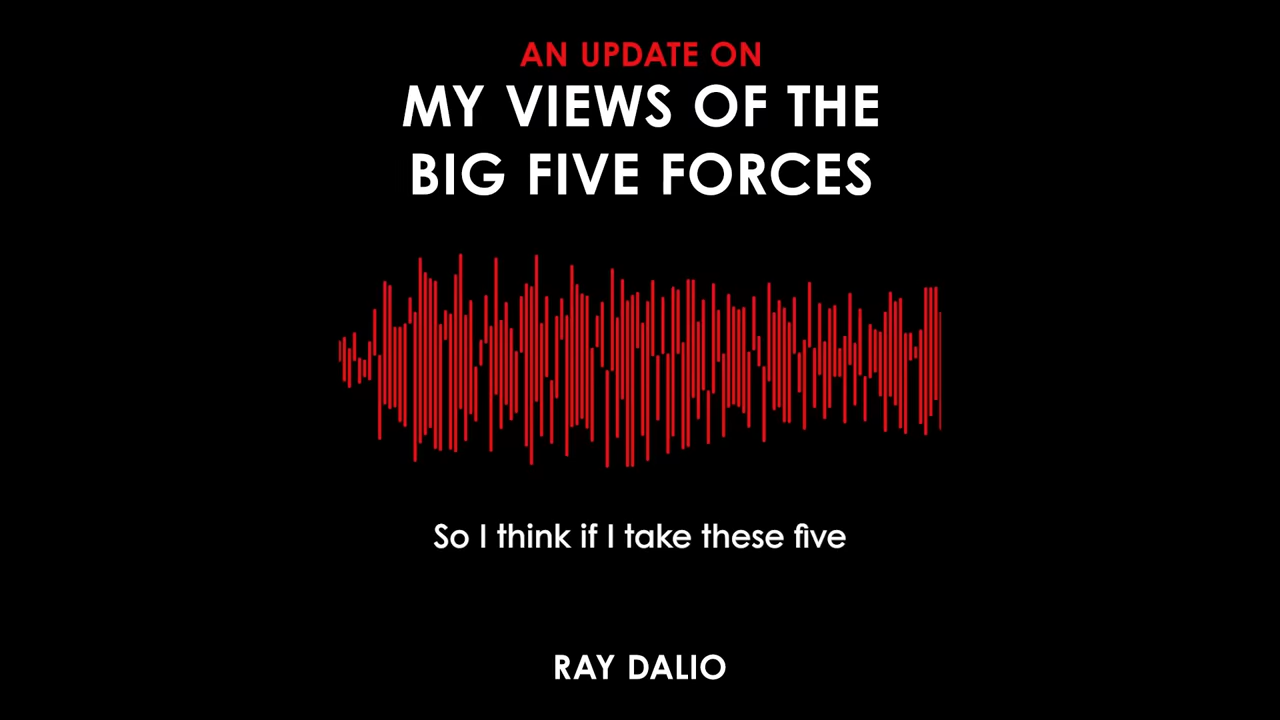 AN UPDATE ON
MY VIEWS OF THE
BIG FIVE FORCES
So I think if I take these five
RAY DALIO